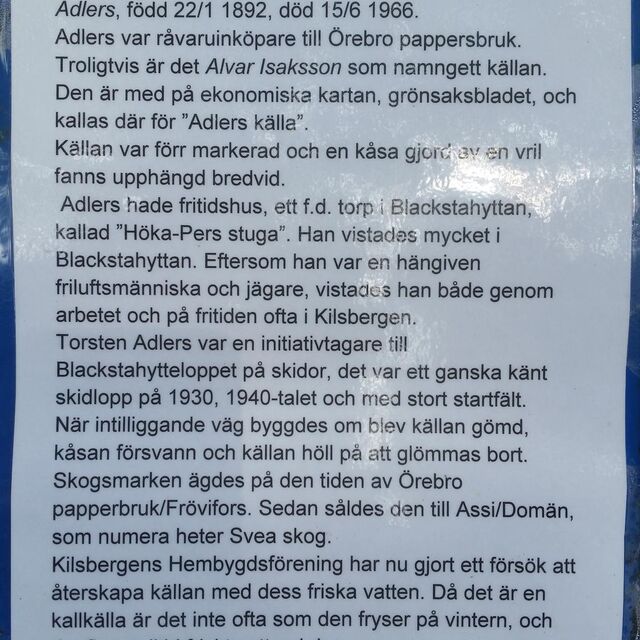 Adlers, född 22/1 1892, död 15/6 1966.
Adlers var råvaruinköpare till Örebro pappersbruk.
Troligtvis är det Alvar Isaksson som namngett källan.
Den är med på ekonomiska kartan, grönsaksbladet, och
kallas där för ”Adlers källa”.
Källan var förr markerad och en kåsa gjord av en vril
fanns upphängd bredvid.
Adlers hade fritidshus, ett f.d. torp i Blackstahyttan,
kallad ”Höka-Pers stuga”. Han vistades mycket i
Blackstahyttan. Eftersom han var en hängiven
friluftsmänniska och jägare, vistades han både genom
arbetet och på fritiden ofta i Kilsbergen.
Torsten Adlers var en initiativtagare till
Blackstahytteloppet på skidor, det var ett ganska känt
skidlopp på 1930, 1940-talet och med stort startfält.
När intilliggande väg byggdes om blev källan gömd,
kåsan försvann och källan höll på att glömmas bort.
Skogsmarken ägdes på den tiden av Örebro
papperbruk/Frövifors. Sedan såldes den till Assi/Domän,
som numera heter Svea skog.
Kilsbergens Hembygdsförening har nu gjort ett försök att
återskapa källan med dess friska vatten. Då det är en
kallkälla är det inte ofta som den fryser på vintern, och